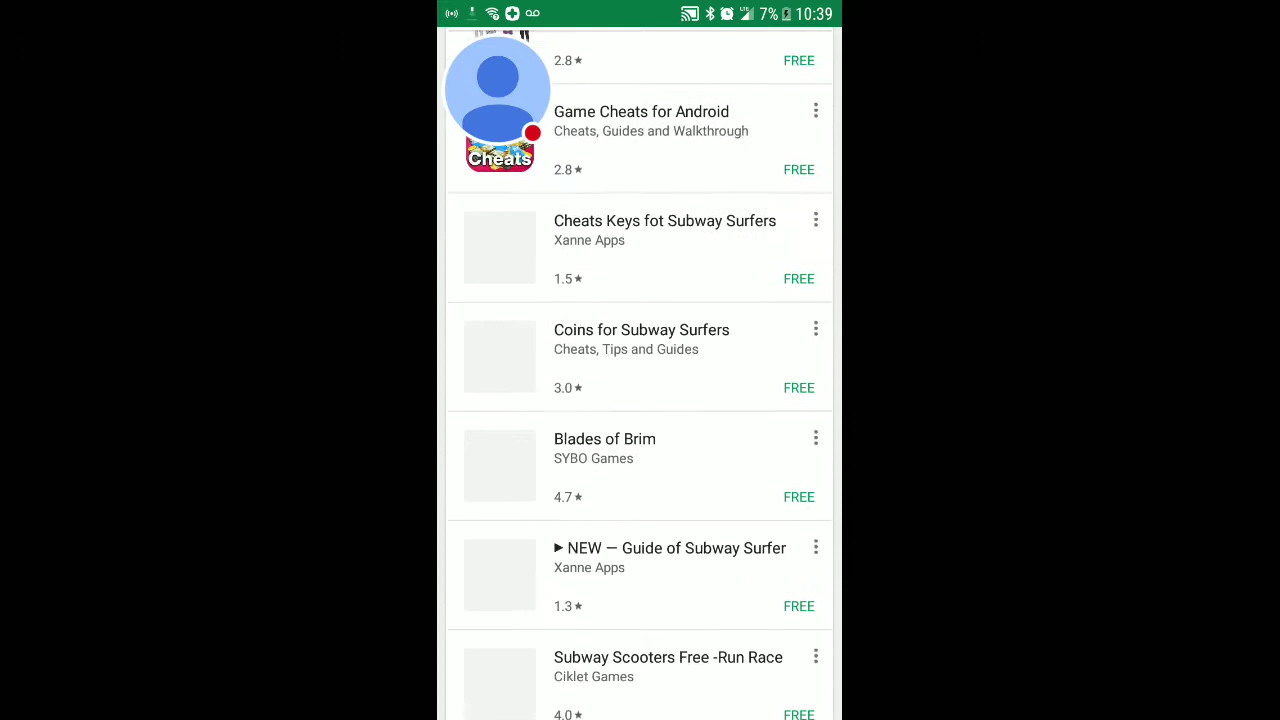 LTE 7% 10:39
2.8★ FREE
Game Cheats for Android
Cheats, Guides and Walkthrough
Cheats
2.8★ FREE
Cheats Keys fot Subway Surfers
Xanne Apps
1.5★ FREE
Coins for Subway Surfers
Cheats, Tips and Guides
3.0★ FREE
Blades of Brim
SYBO Games
4.7★ FREE
▶ NEW — Guide of Subway Surfer
Xanne Apps
1.3★ FREE
Subway Scooters Free -Run Race
Ciklet Games
4.0★ FREE